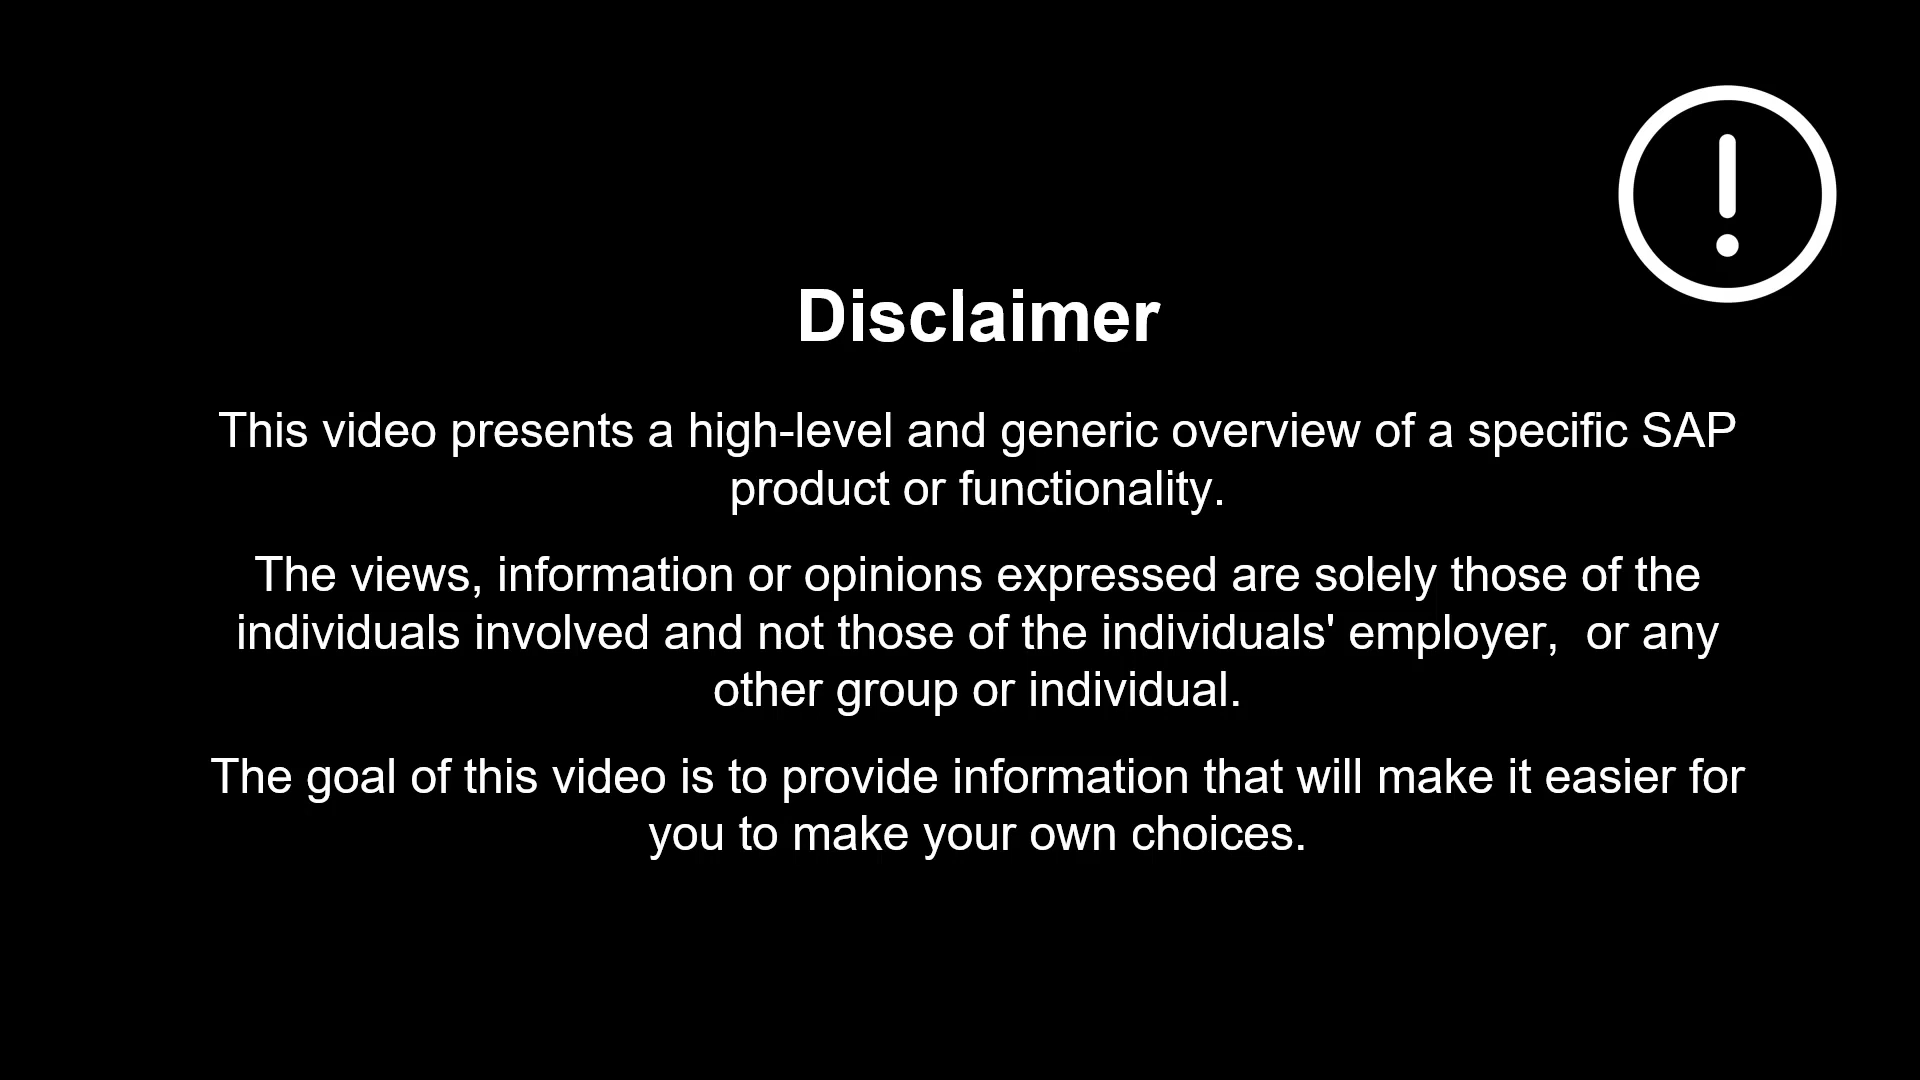 Disclaimer
This video presents a high-level and generic overview of a specific SAP
product or functionality.
The views, information or opinions expressed are solely those of the
individuals involved and not those of the individuals' employer,  or any
other group or individual.
The goal of this video is to provide information that will make it easier for
you to make your own choices.